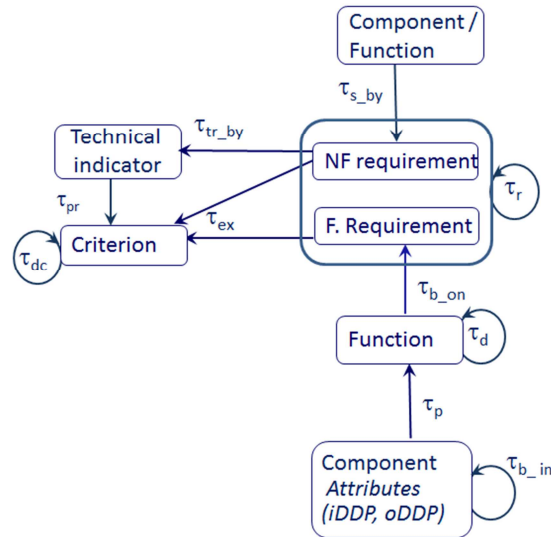 Component /
Function
τs_by
Technical
indicator
τtr_by
NF requirement
τr
τpr
τex
F. Requirement
Criterion
τdc
τb_on
Function
τd
τp
Component
Attributes
(iDDP, oDDP)
τb_in